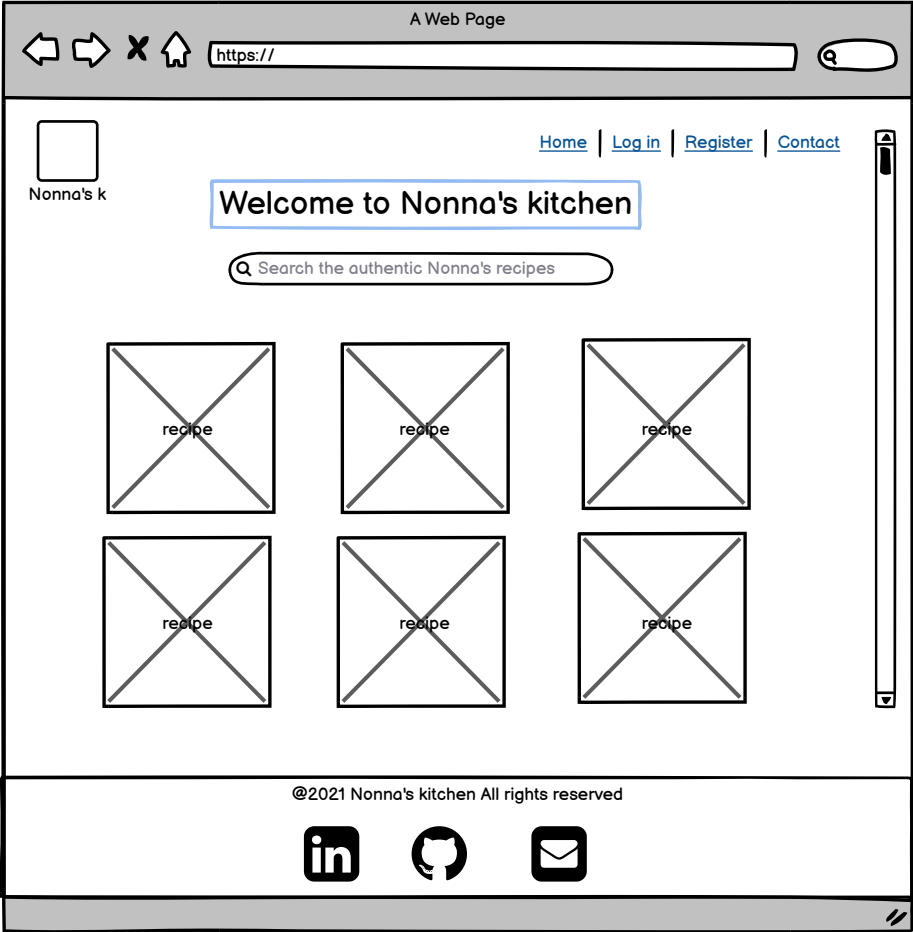 A Web Page
https://
Home Log in Register Contact
Nonna's k
Welcome to Nonna's kitchen
Search the authentic Nonna's recipes
recipe recipe recipe
recipe recipe recipe
@2021 Nonna's kitchen All rights reserved
in